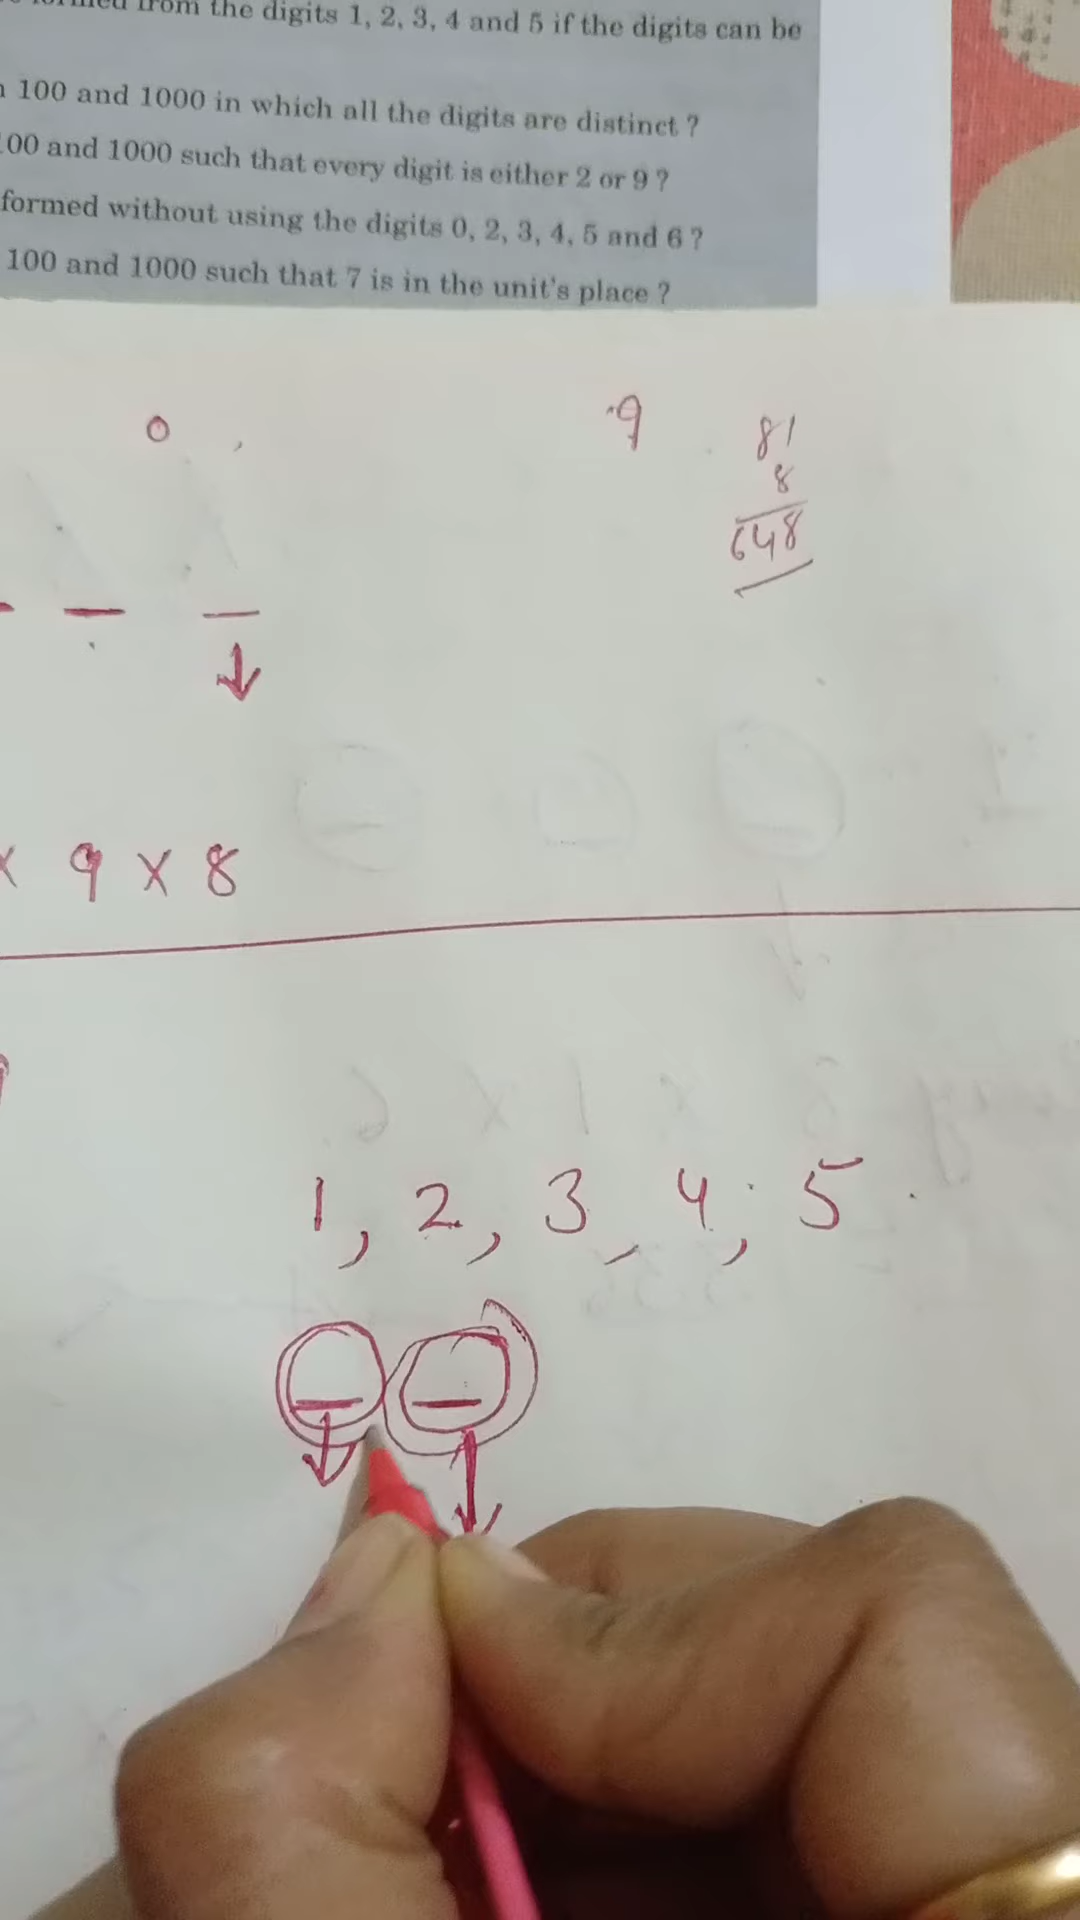 from the digits 1, 2, 3, 4 and 5 if the digits can be
100 and 1000 in which all the digits are distinct ?
00 and 1000 such that every digit is either 2 or 9 ?
formed without using the digits 0, 2, 3, 4, 5 and 6 ?
100 and 1000 such that 7 is in the unit's place ?
0 , 9 81
8
648
x 9 x 8
1, 2, 3, 4, 5